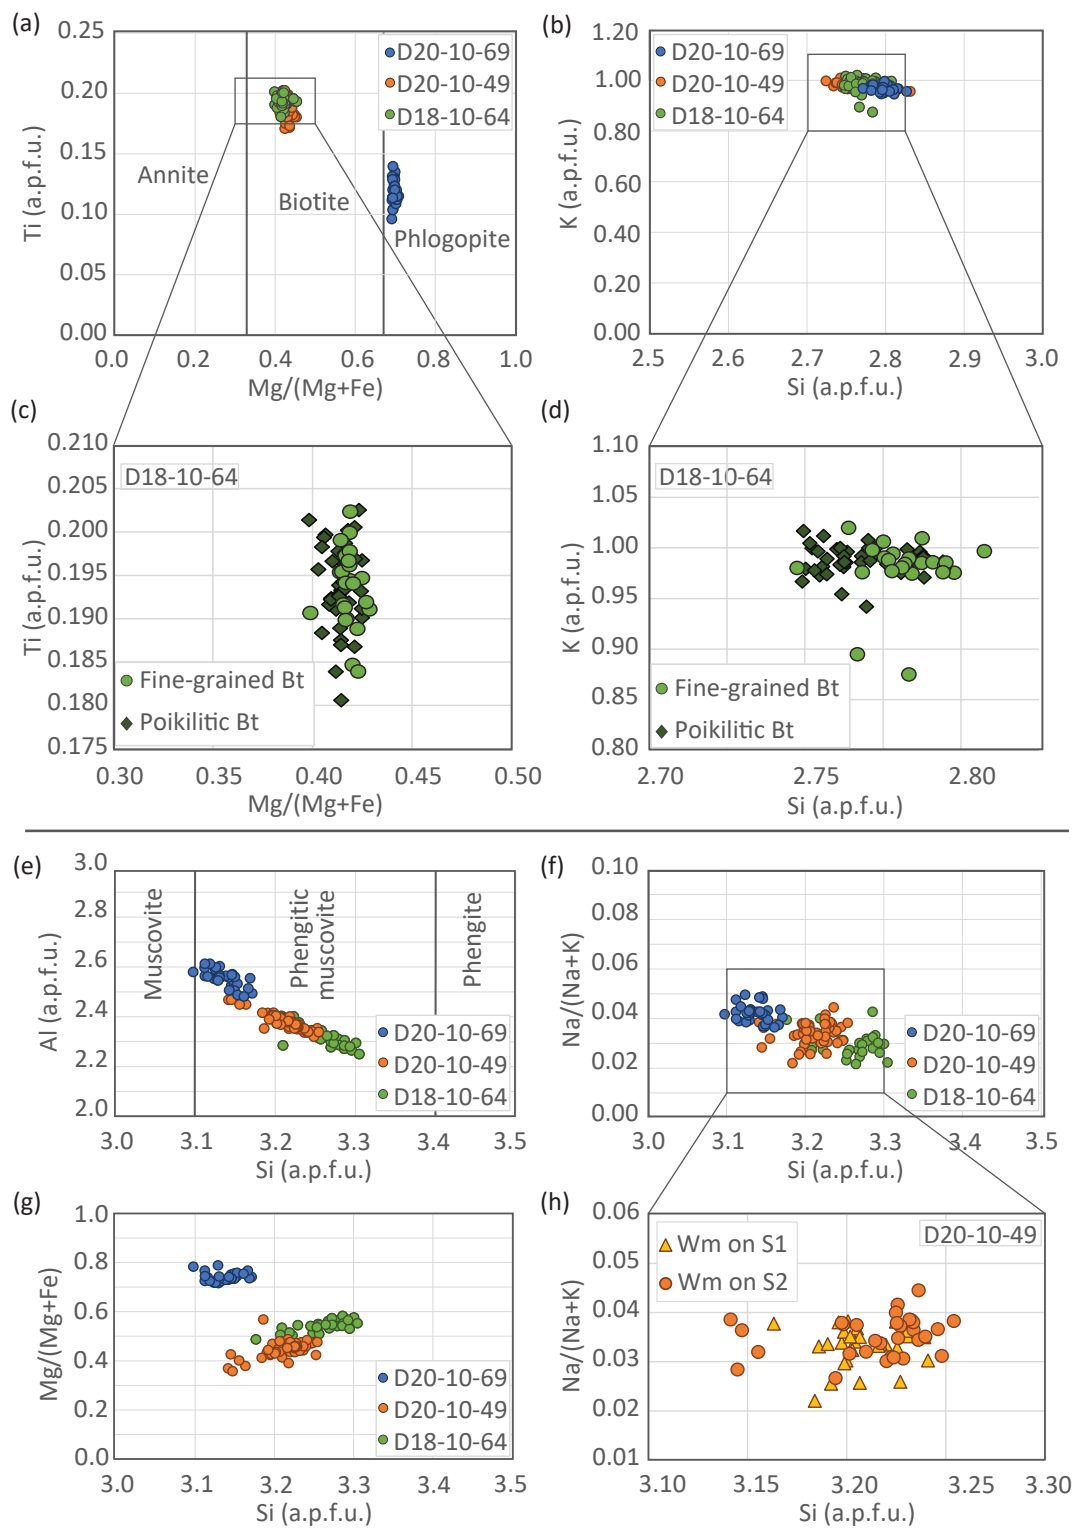 (a)
0.25
0.20
0.15
0.10
0.05
0.00
Ti (a.p.f.u.)
D20-10-69
D20-10-49
D18-10-64
Annite
Biotite
Phlogopite
0.0 0.2 0.4 0.6 0.8 1.0
Mg/(Mg+Fe)
(b)
1.20
1.00
0.80
0.60
0.40
0.20
0.00
K (a.p.f.u.)
D20-10-69
D20-10-49
D18-10-64
2.5 2.6 2.7 2.8 2.9 3.0
Si (a.p.f.u.)
(c)
0.210
0.205
0.200
0.195
0.190
0.185
0.180
0.175
Ti (a.p.f.u.)
D18-10-64
Fine-grained Bt
Poikilitic Bt
0.30 0.35 0.40 0.45 0.50
Mg/(Mg+Fe)
(d)
1.10
1.05
1.00
0.95
0.90
0.85
0.80
K (a.p.f.u.)
D18-10-64
Fine-grained Bt
Poikilitic Bt
2.70 2.75 2.80
Si (a.p.f.u.)
(e)
3.0
2.8
2.6
2.4
2.2
2.0
Al (a.p.f.u.)
Muscovite
Phengitic
muscovite
Phengite
D20-10-69
D20-10-49
D18-10-64
3.0 3.1 3.2 3.3 3.4 3.5
Si (a.p.f.u.)
(f)
0.10
0.08
0.06
0.04
0.02
0.00
Na/(Na+K)
D20-10-69
D20-10-49
D18-10-64
3.0 3.1 3.2 3.3 3.4 3.5
Si (a.p.f.u.)
(g)
1.0
0.8
0.6
0.4
0.2
0.0
Mg/(Mg+Fe)
D20-10-69
D20-10-49
D18-10-64
3.0 3.1 3.2 3.3 3.4 3.5
Si (a.p.f.u.)
(h)
0.06
0.05
0.04
0.03
0.02
0.01
Na/(Na+K)
Wm on S1
Wm on S2
D20-10-49
3.10 3.15 3.20 3.25 3.30
Si (a.p.f.u.)